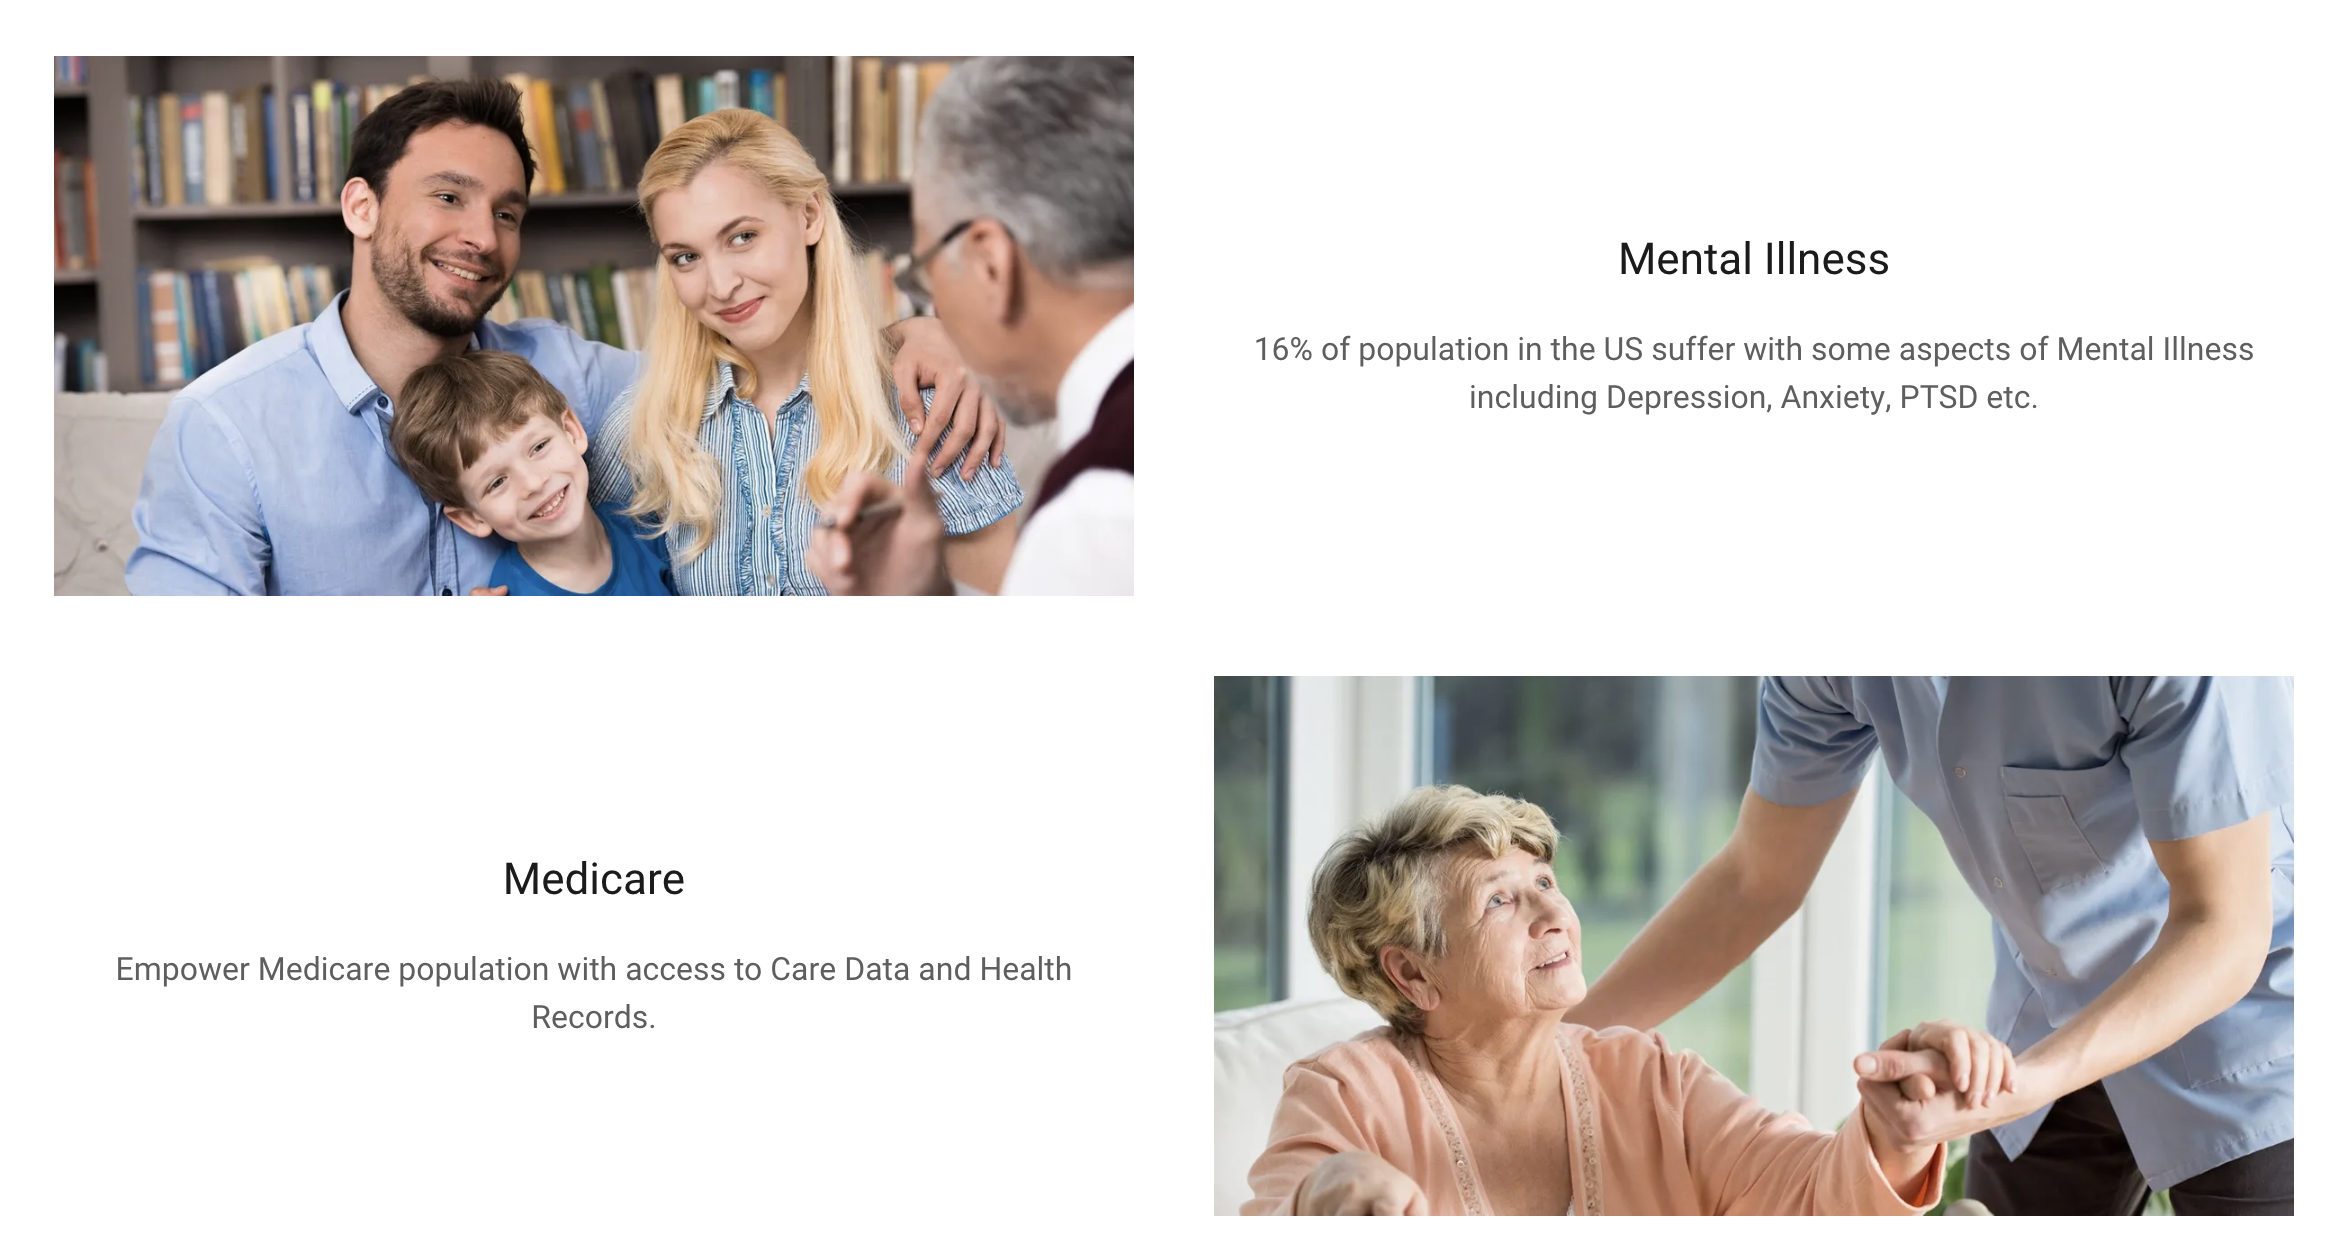 Mental Illness
16% of population in the US suffer with some aspects of Mental Illness
including Depression, Anxiety, PTSD etc.
Medicare
Empower Medicare population with access to Care Data and Health
Records.